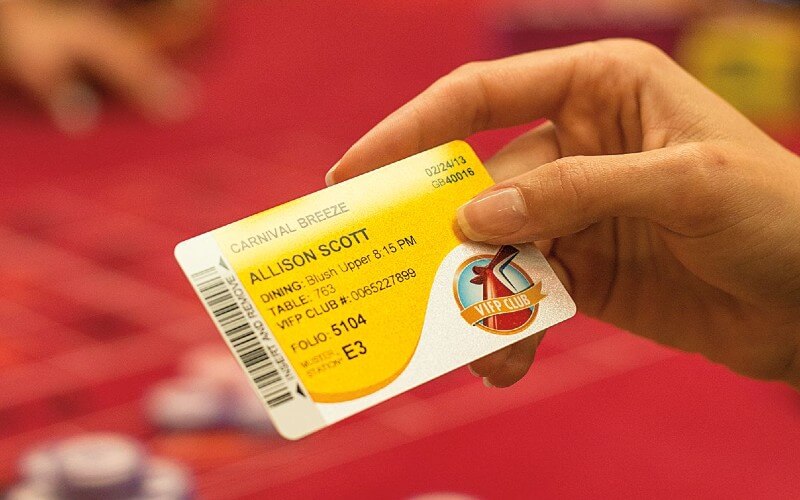 02/24/13
GB40016
CARNIVAL BREEZE
ALLISON SCOTT
DINING: Blush Upper 8:15 PM
TABLE: 763
VIFP CLUB #: 0065227899
FOLIO: 5104
MUSTER
STATION: E3
INSERT AND REMOVE
VIFP CLUB